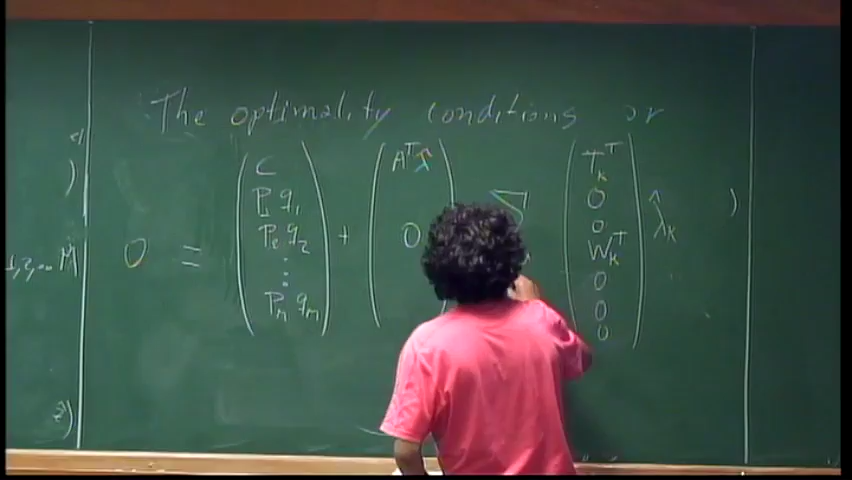 The optimality conditions or
0 = ( C P₁ q₁ P₂ q₂ ⋮ Pₘ qₘ ) + ( Aᵀ λ̂ 0 ) Σ ( Tₖᵀ 0 0 Wₖᵀ 0 0 0 ) λ̂ₖ )
1,2,... M